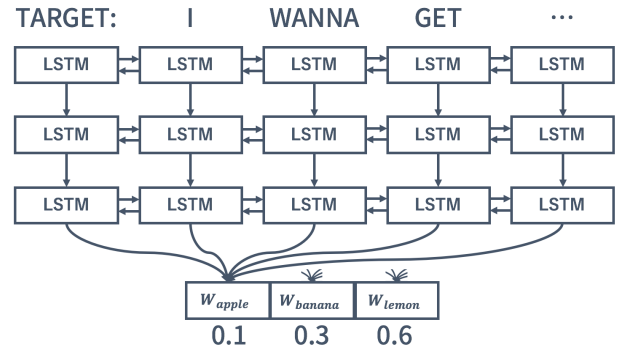 TARGET: I WANNA GET ...
LSTM LSTM LSTM LSTM LSTM
LSTM LSTM LSTM LSTM LSTM
LSTM LSTM LSTM LSTM LSTM
W_apple W_banana W_lemon
0.1 0.3 0.6